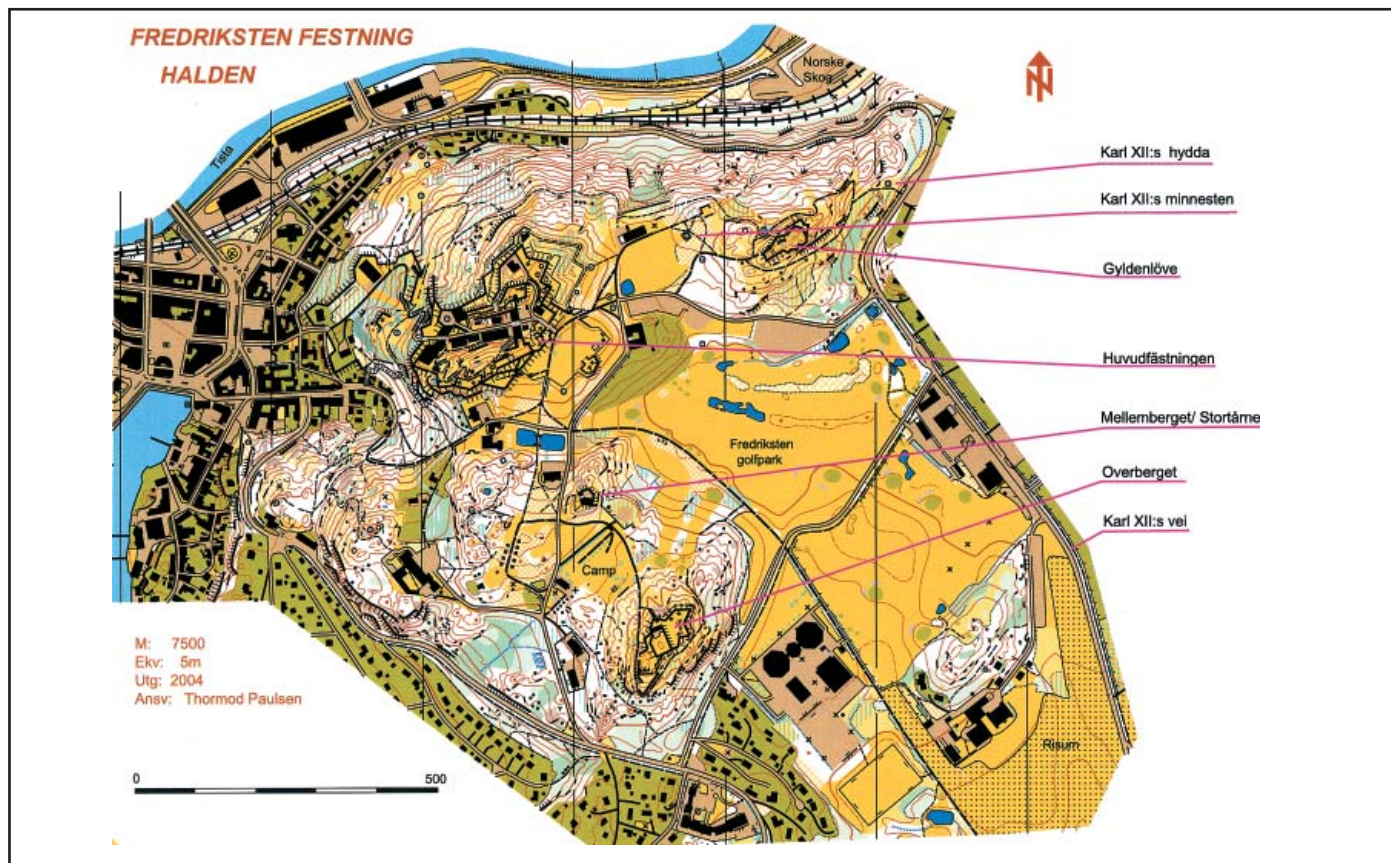 FREDRIKSTEN FESTNING
HALDEN
Norske
Skog
Tista
Karl XII:s hydda
Karl XII:s minnesten
Gyldenlöve
Huvudfästningen
Mellemberget/ Stortårne
Fredriksten
golfpark
Overberget
Karl XII:s vei
Camp
M: 7500
Ekv: 5m
Utg: 2004
Ansv: Thormod Paulsen
Risum
0 500